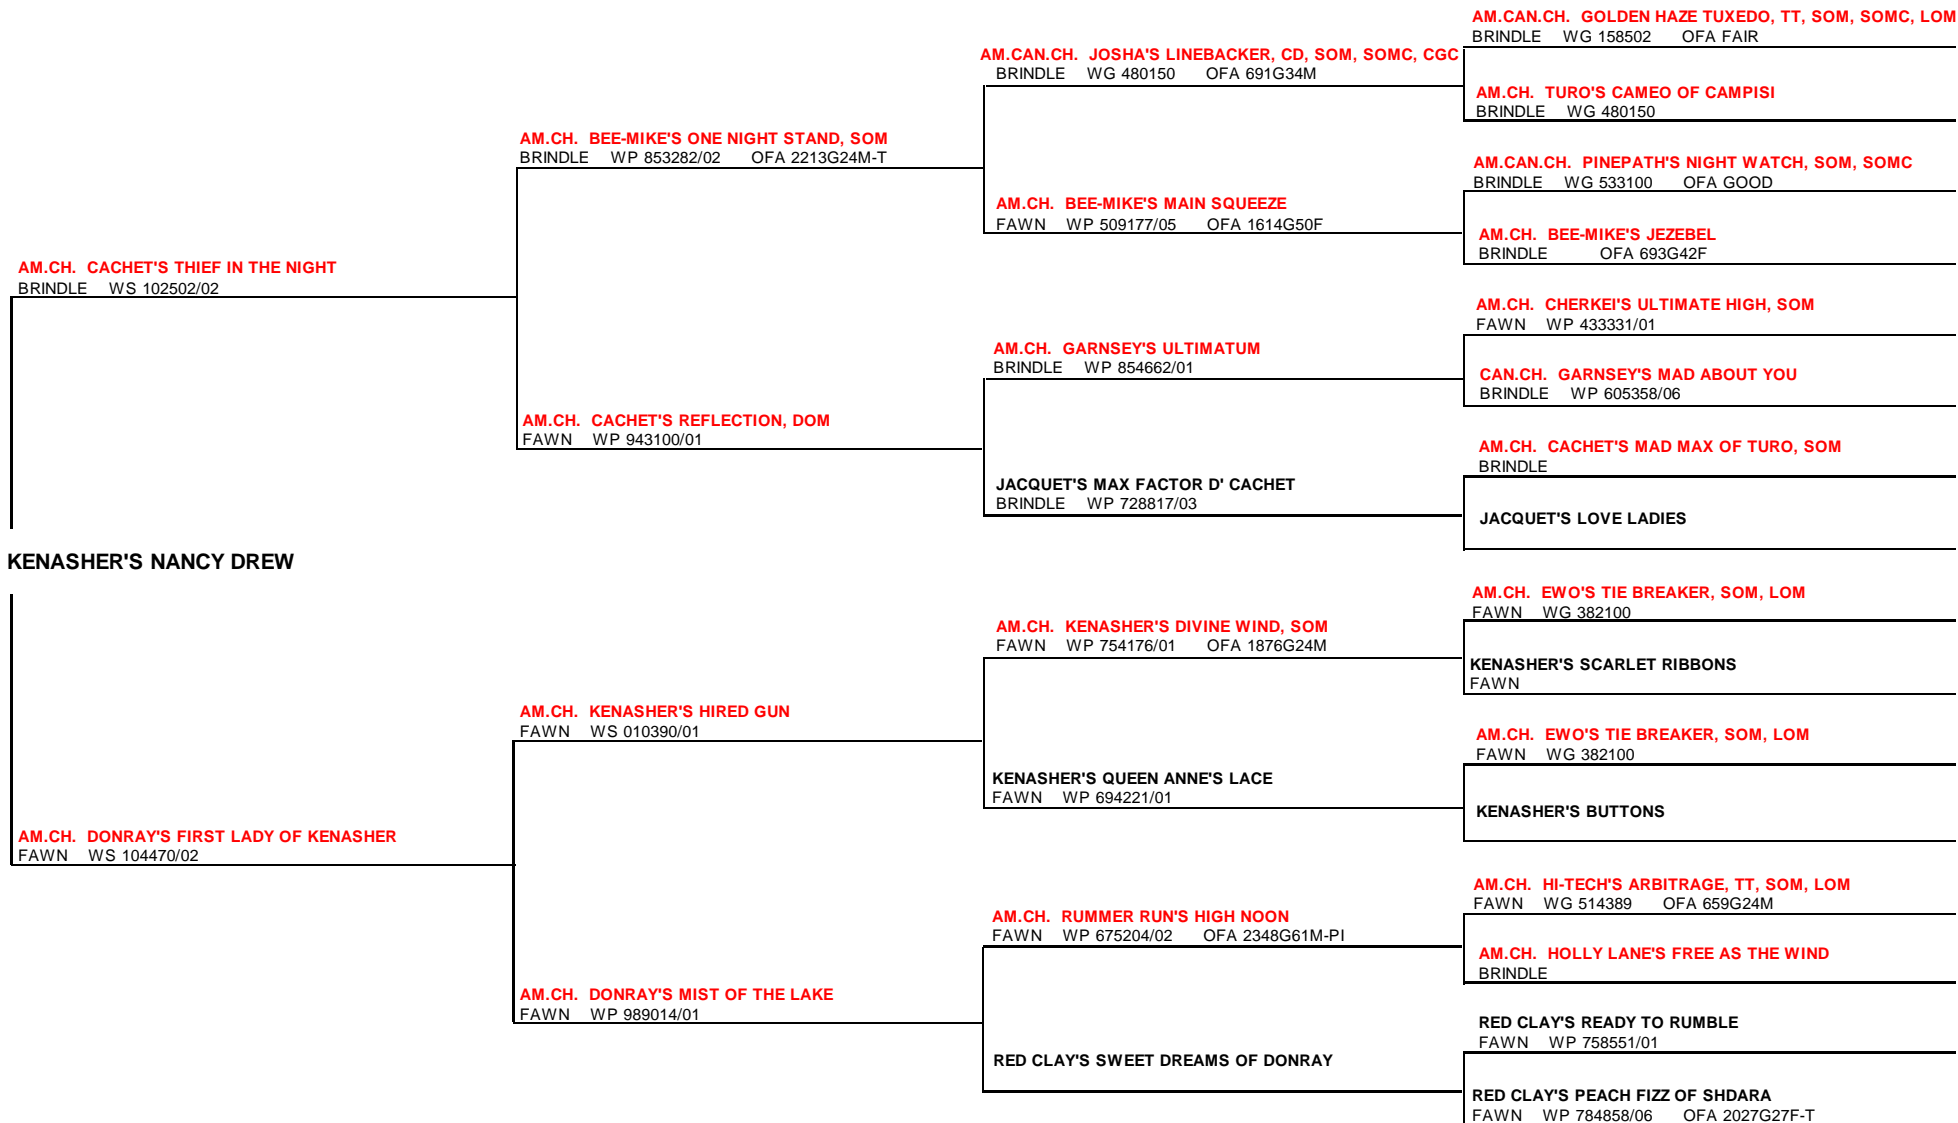 AM.CAN.CH. GOLDEN HAZE TUXEDO, TT, SOM, SOMC, LOM
BRINDLE WG 158502 OFA FAIR
AM.CAN.CH. JOSHA'S LINEBACKER, CD, SOM, SOMC, CGC
BRINDLE WG 480150 OFA 691G34M
AM.CH. TURO'S CAMEO OF CAMPISI
BRINDLE WG 480150
AM.CH. BEE-MIKE'S ONE NIGHT STAND, SOM
BRINDLE WP 853282/02 OFA 2213G24M-T
AM.CAN.CH. PINEPATH'S NIGHT WATCH, SOM, SOMC
BRINDLE WG 533100 OFA GOOD
AM.CH. BEE-MIKE'S MAIN SQUEEZE
FAWN WP 509177/05 OFA 1614G50F
AM.CH. BEE-MIKE'S JEZEBEL
BRINDLE OFA 693G42F
AM.CH. CACHET'S THIEF IN THE NIGHT
BRINDLE WS 102502/02
AM.CH. CHERKEI'S ULTIMATE HIGH, SOM
FAWN WP 433331/01
AM.CH. GARNSEY'S ULTIMATUM
BRINDLE WP 854662/01
CAN.CH. GARNSEY'S MAD ABOUT YOU
BRINDLE WP 605358/06
AM.CH. CACHET'S REFLECTION, DOM
FAWN WP 943100/01
AM.CH. CACHET'S MAD MAX OF TURO, SOM
BRINDLE
JACQUET'S MAX FACTOR D' CACHET
BRINDLE WP 728817/03
JACQUET'S LOVE LADIES
KENASHER'S NANCY DREW
AM.CH. EWO'S TIE BREAKER, SOM, LOM
FAWN WG 382100
AM.CH. KENASHER'S DIVINE WIND, SOM
FAWN WP 754176/01 OFA 1876G24M
KENASHER'S SCARLET RIBBONS
FAWN
AM.CH. KENASHER'S HIRED GUN
FAWN WS 010390/01
AM.CH. EWO'S TIE BREAKER, SOM, LOM
FAWN WG 382100
KENASHER'S QUEEN ANNE'S LACE
FAWN WP 694221/01
KENASHER'S BUTTONS
AM.CH. DONRAY'S FIRST LADY OF KENASHER
FAWN WS 104470/02
AM.CH. HI-TECH'S ARBITRAGE, TT, SOM, LOM
FAWN WG 514389 OFA 659G24M
AM.CH. RUMMER RUN'S HIGH NOON
FAWN WP 675204/02 OFA 2348G61M-PI
AM.CH. HOLLY LANE'S FREE AS THE WIND
BRINDLE
AM.CH. DONRAY'S MIST OF THE LAKE
FAWN WP 989014/01
RED CLAY'S READY TO RUMBLE
FAWN WP 758551/01
RED CLAY'S SWEET DREAMS OF DONRAY
RED CLAY'S PEACH FIZZ OF SHDARA
FAWN WP 784858/06 OFA 2027G27F-T